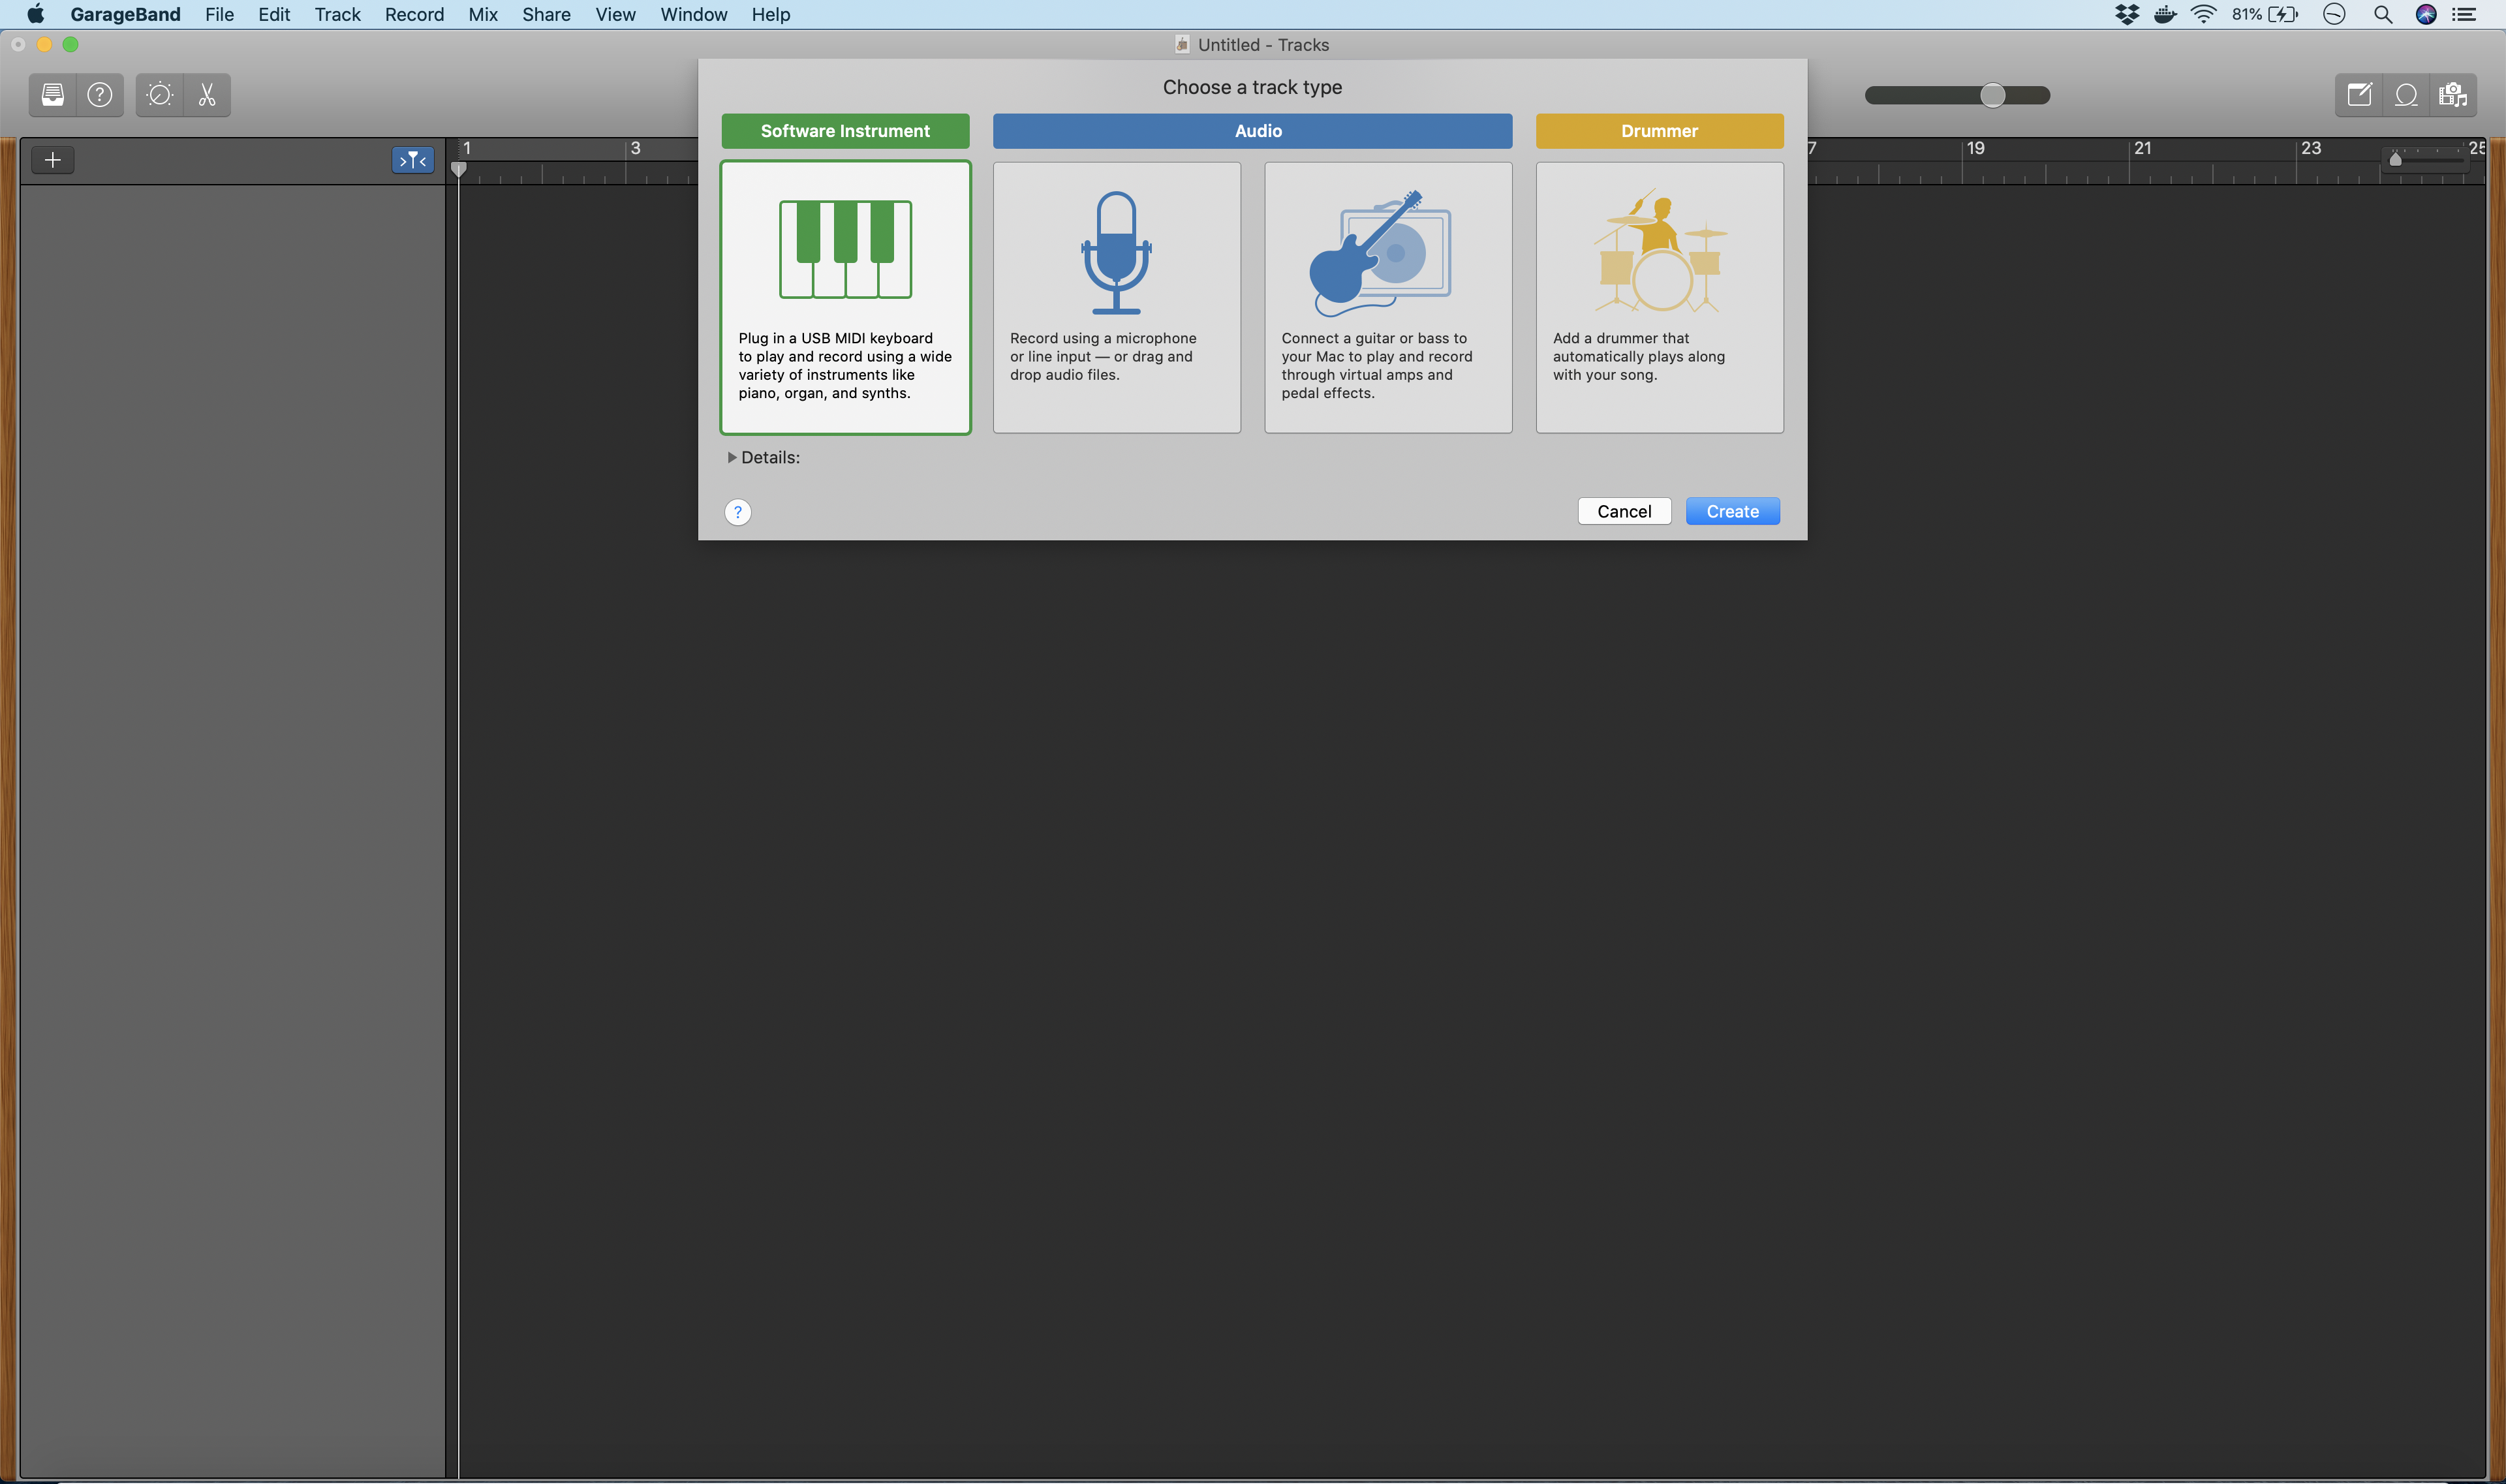 GarageBand File Edit Track Record Mix Share View Window Help 81%
Untitled - Tracks
Choose a track type
Software Instrument Audio Drummer
1 3 7 19 21 23 25
Plug in a USB MIDI keyboard
to play and record using a wide
variety of instruments like
piano, organ, and synths.
Record using a microphone
or line input — or drag and
drop audio files.
Connect a guitar or bass to
your Mac to play and record
through virtual amps and
pedal effects.
Add a drummer that
automatically plays along
with your song.
Details:
? Cancel Create